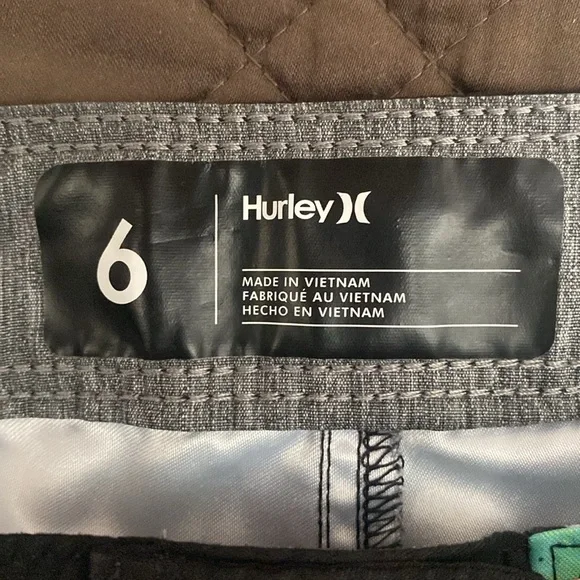 6
Hurley
MADE IN VIETNAM
FABRIQUÉ AU VIETNAM
HECHO EN VIETNAM